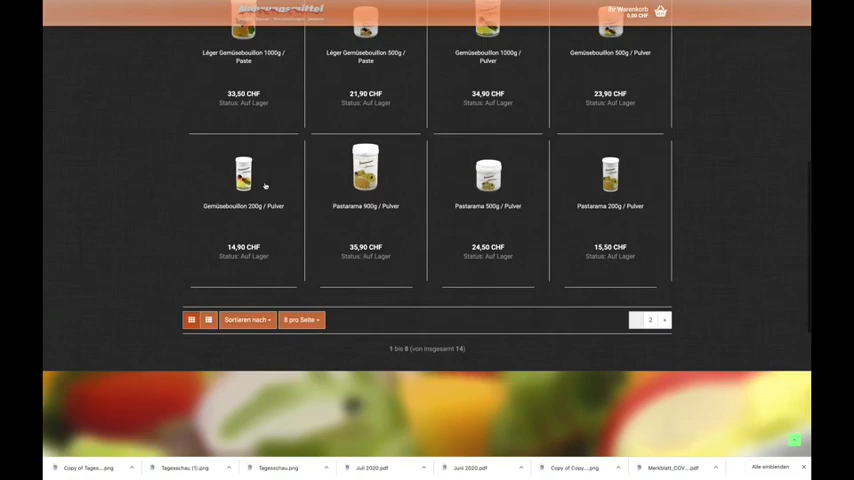 Nahrungsmittel
Ihr Warenkorb
0,00 CHF
Léger Gemüsebouillon 1000g /
Paste
33,50 CHF
Status: Auf Lager
Léger Gemüsebouillon 500g /
Paste
21,90 CHF
Status: Auf Lager
Gemüsebouillon 1000g /
Pulver
34,90 CHF
Status: Auf Lager
Gemüsebouillon 500g /
Pulver
23,90 CHF
Status: Auf Lager
Gemüsebouillon 200g / Pulver
14,90 CHF
Status: Auf Lager
Pastarama 900g / Pulver
35,90 CHF
Status: Auf Lager
Pastarama 500g / Pulver
24,50 CHF
Status: Auf Lager
Pastarama 200g / Pulver
15,50 CHF
Status: Auf Lager
Sortieren nach
8 pro Seite
2 »
1 bis 8 (von insgesamt 14)
Copy of Tages....png
Tagesschau (1).png
Tagesschau.png
Juli 2020.pdf
Juni 2020.pdf
Copy of Copy....png
Merkblatt_COV....pdf
Alle einblenden